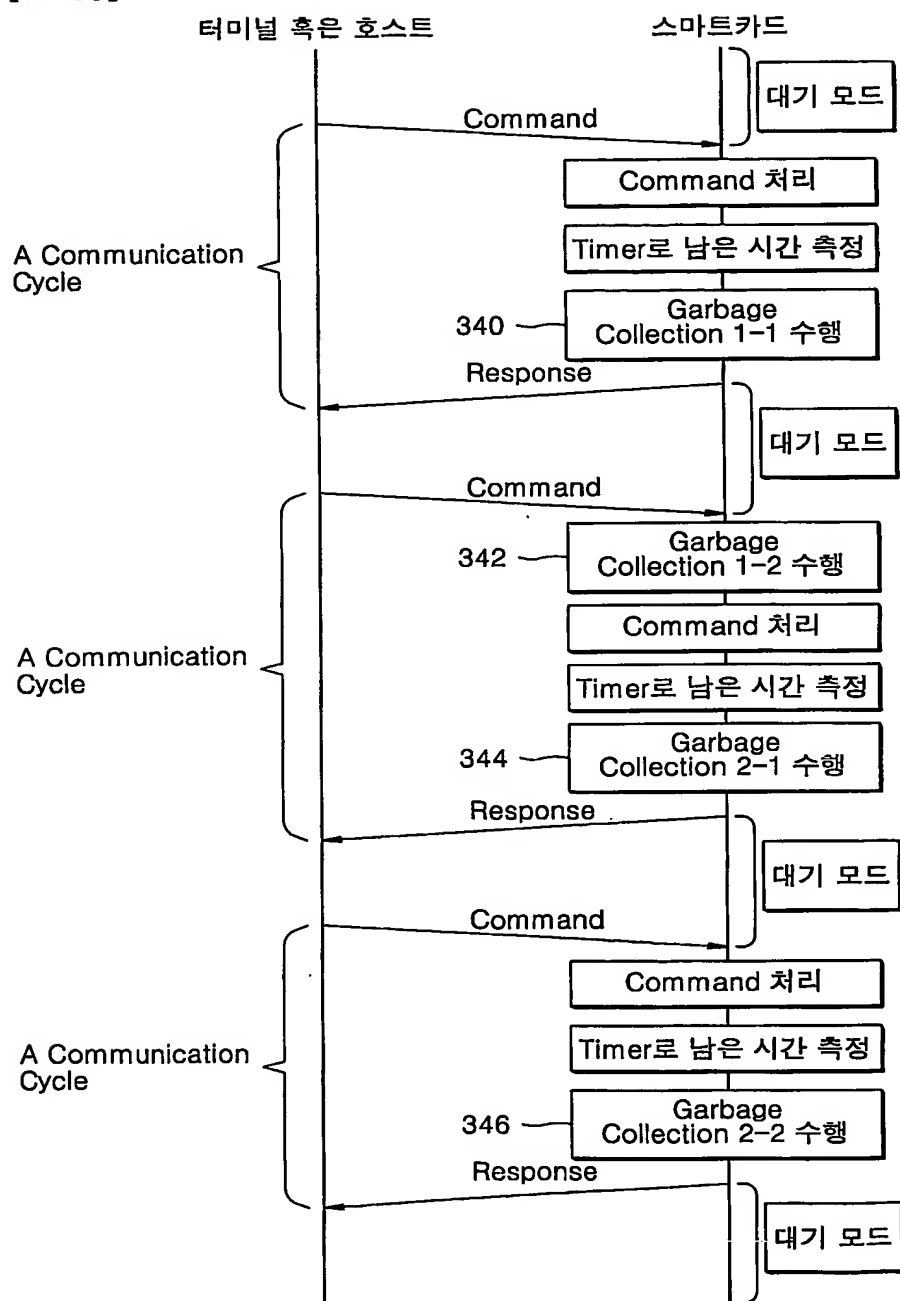 터미널 혹은 호스트
스마트카드
대기 모드
Command
Command 처리
Timer로 남은 시간 측정
A Communication
Cycle
340
Garbage
Collection 1-1 수행
Response
대기 모드
Command
342
Garbage
Collection 1-2 수행
Command 처리
A Communication
Cycle
Timer로 남은 시간 측정
344
Garbage
Collection 2-1 수행
Response
대기 모드
Command
Command 처리
A Communication
Cycle
Timer로 남은 시간 측정
346
Garbage
Collection 2-2 수행
Response
대기 모드